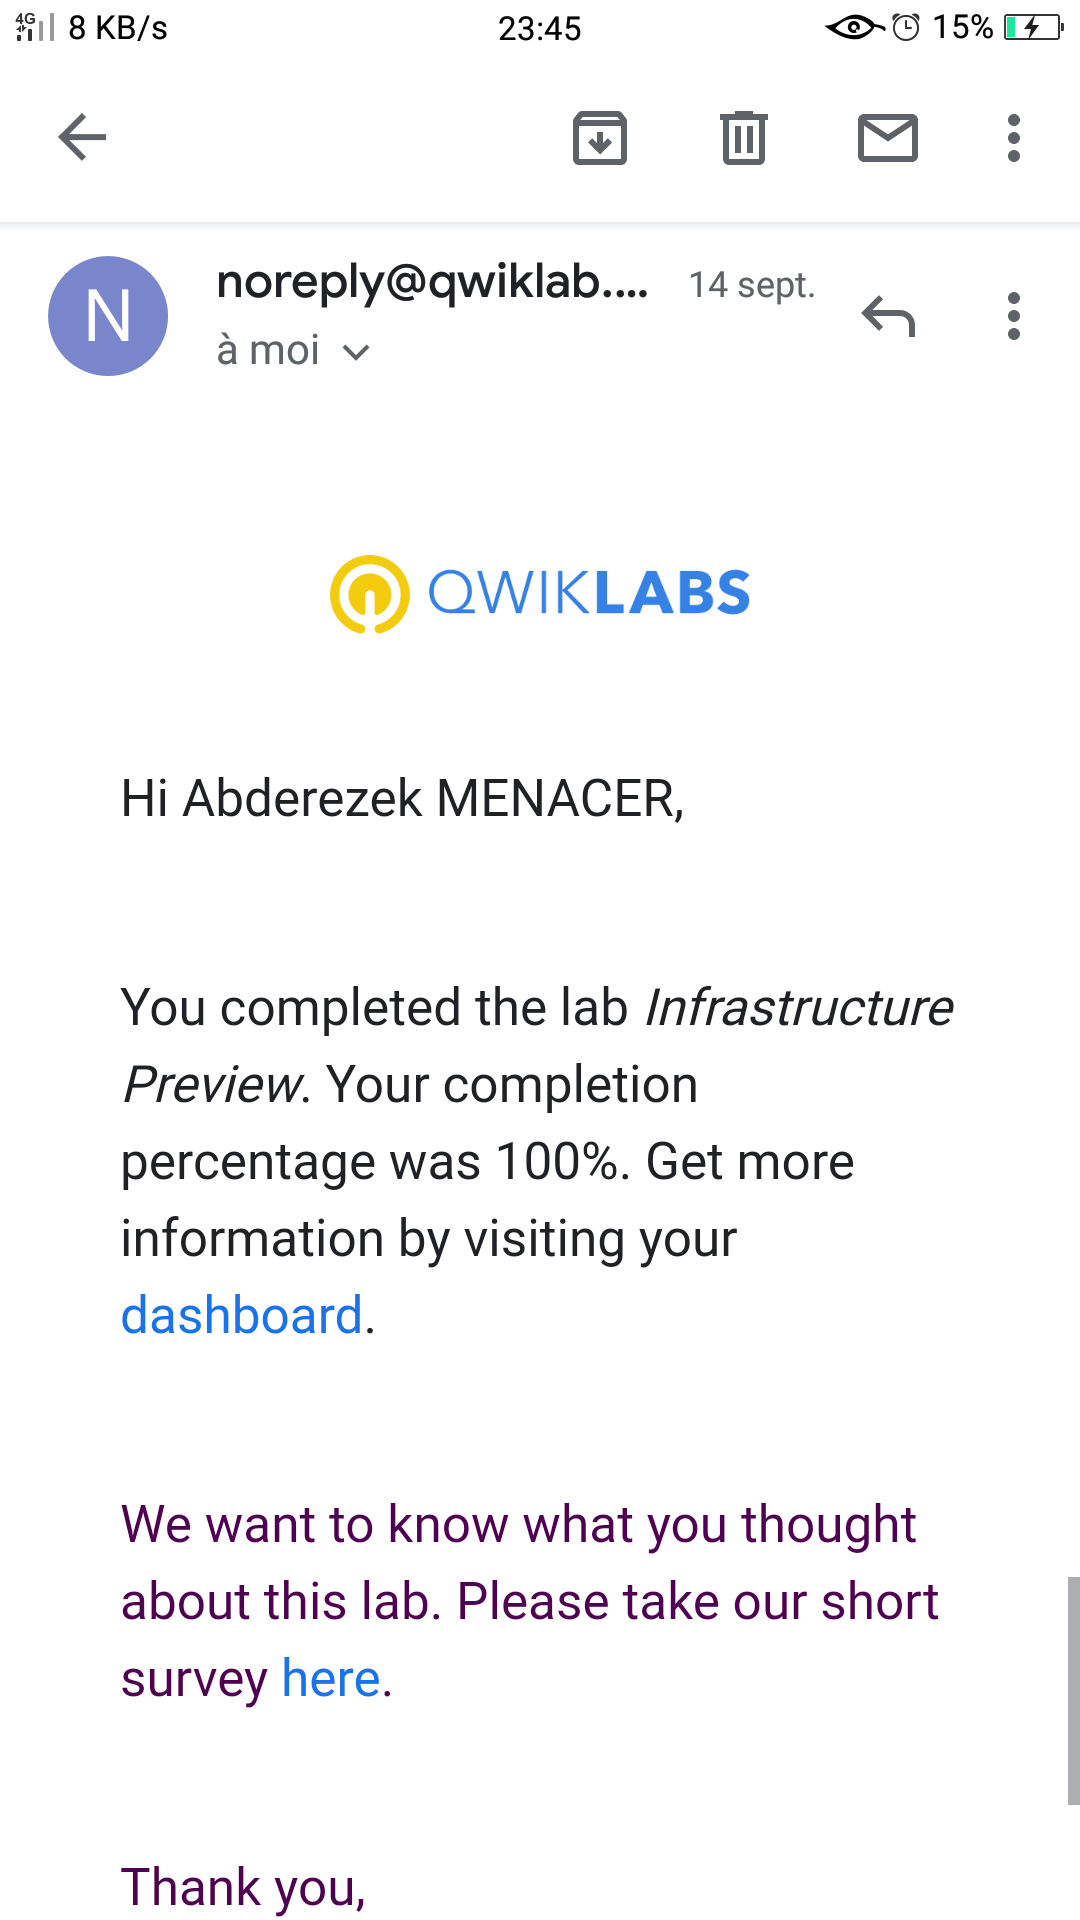 4G 8 KB/s 23:45 15%
noreply@qwiklab.... 14 sept.
N
à moi
QWIKLABS
Hi Abderezek MENACER,
You completed the lab Infrastructure
Preview. Your completion
percentage was 100%. Get more
information by visiting your
dashboard.
We want to know what you thought
about this lab. Please take our short
survey here.
Thank you,